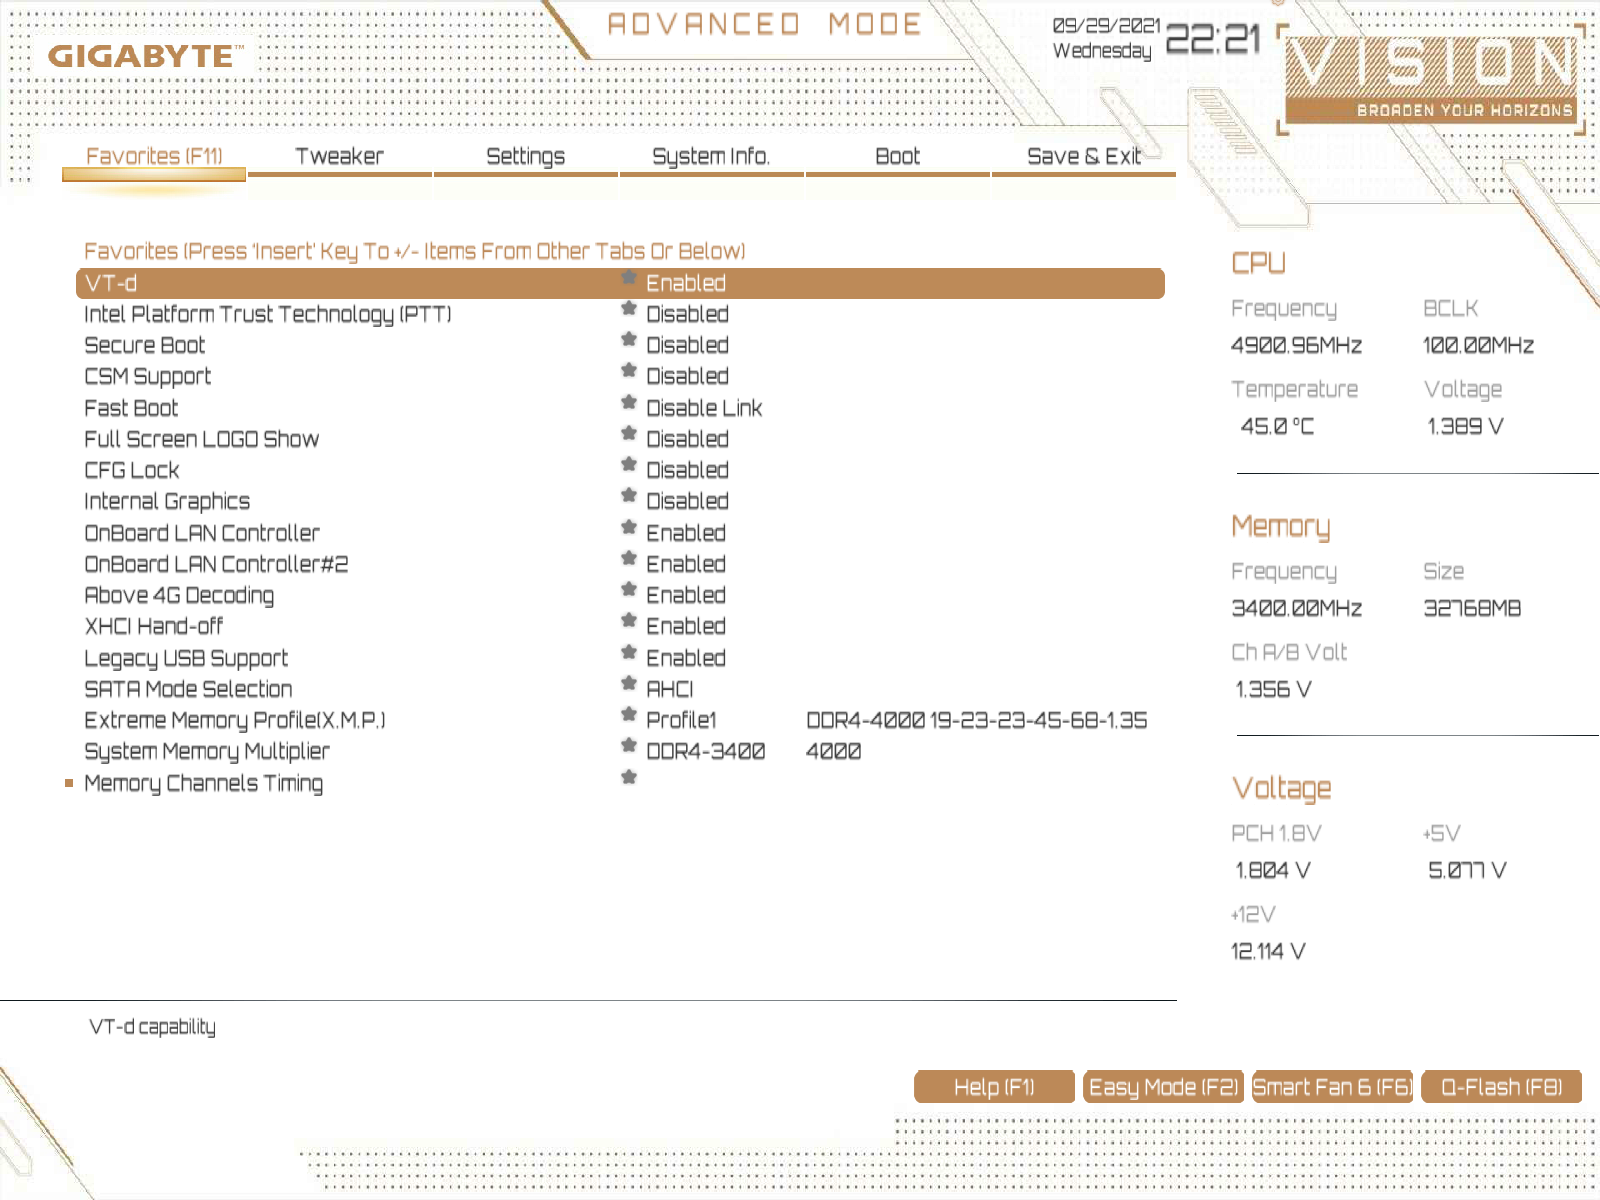 GIGABYTE™
ADVANCED MODE
09/29/2021
Wednesday
22:21
VISION
BROADEN YOUR HORIZONS
Favorites (F11)
Tweaker
Settings
System Info.
Boot
Save & Exit
Favorites (Press 'Insert' Key To +/- Items From Other Tabs Or Below)
VT-d Enabled
Intel Platform Trust Technology (PTT) Disabled
Secure Boot Disabled
CSM Support Disabled
Fast Boot Disable Link
Full Screen LOGO Show Disabled
CFG Lock Disabled
Internal Graphics Disabled
OnBoard LAN Controller Enabled
OnBoard LAN Controller#2 Enabled
Above 4G Decoding Enabled
XHCI Hand-off Enabled
Legacy USB Support Enabled
SATA Mode Selection AHCI
Extreme Memory Profile(X.M.P.) Profile1 DDR4-4000 19-23-23-45-68-1.35
System Memory Multiplier DDR4-3400 4000
Memory Channels Timing
CPU
Frequency BCLK
4900.96MHz 100.00MHz
Temperature Voltage
45.0 °C 1.389 V
Memory
Frequency Size
3400.00MHz 32768MB
Ch A/B Volt
1.356 V
Voltage
PCH 1.8V +5V
1.804 V 5.077 V
+12V
12.114 V
VT-d capability
Help (F1)
Easy Mode (F2)
Smart Fan 6 (F6)
Q-Flash (F8)